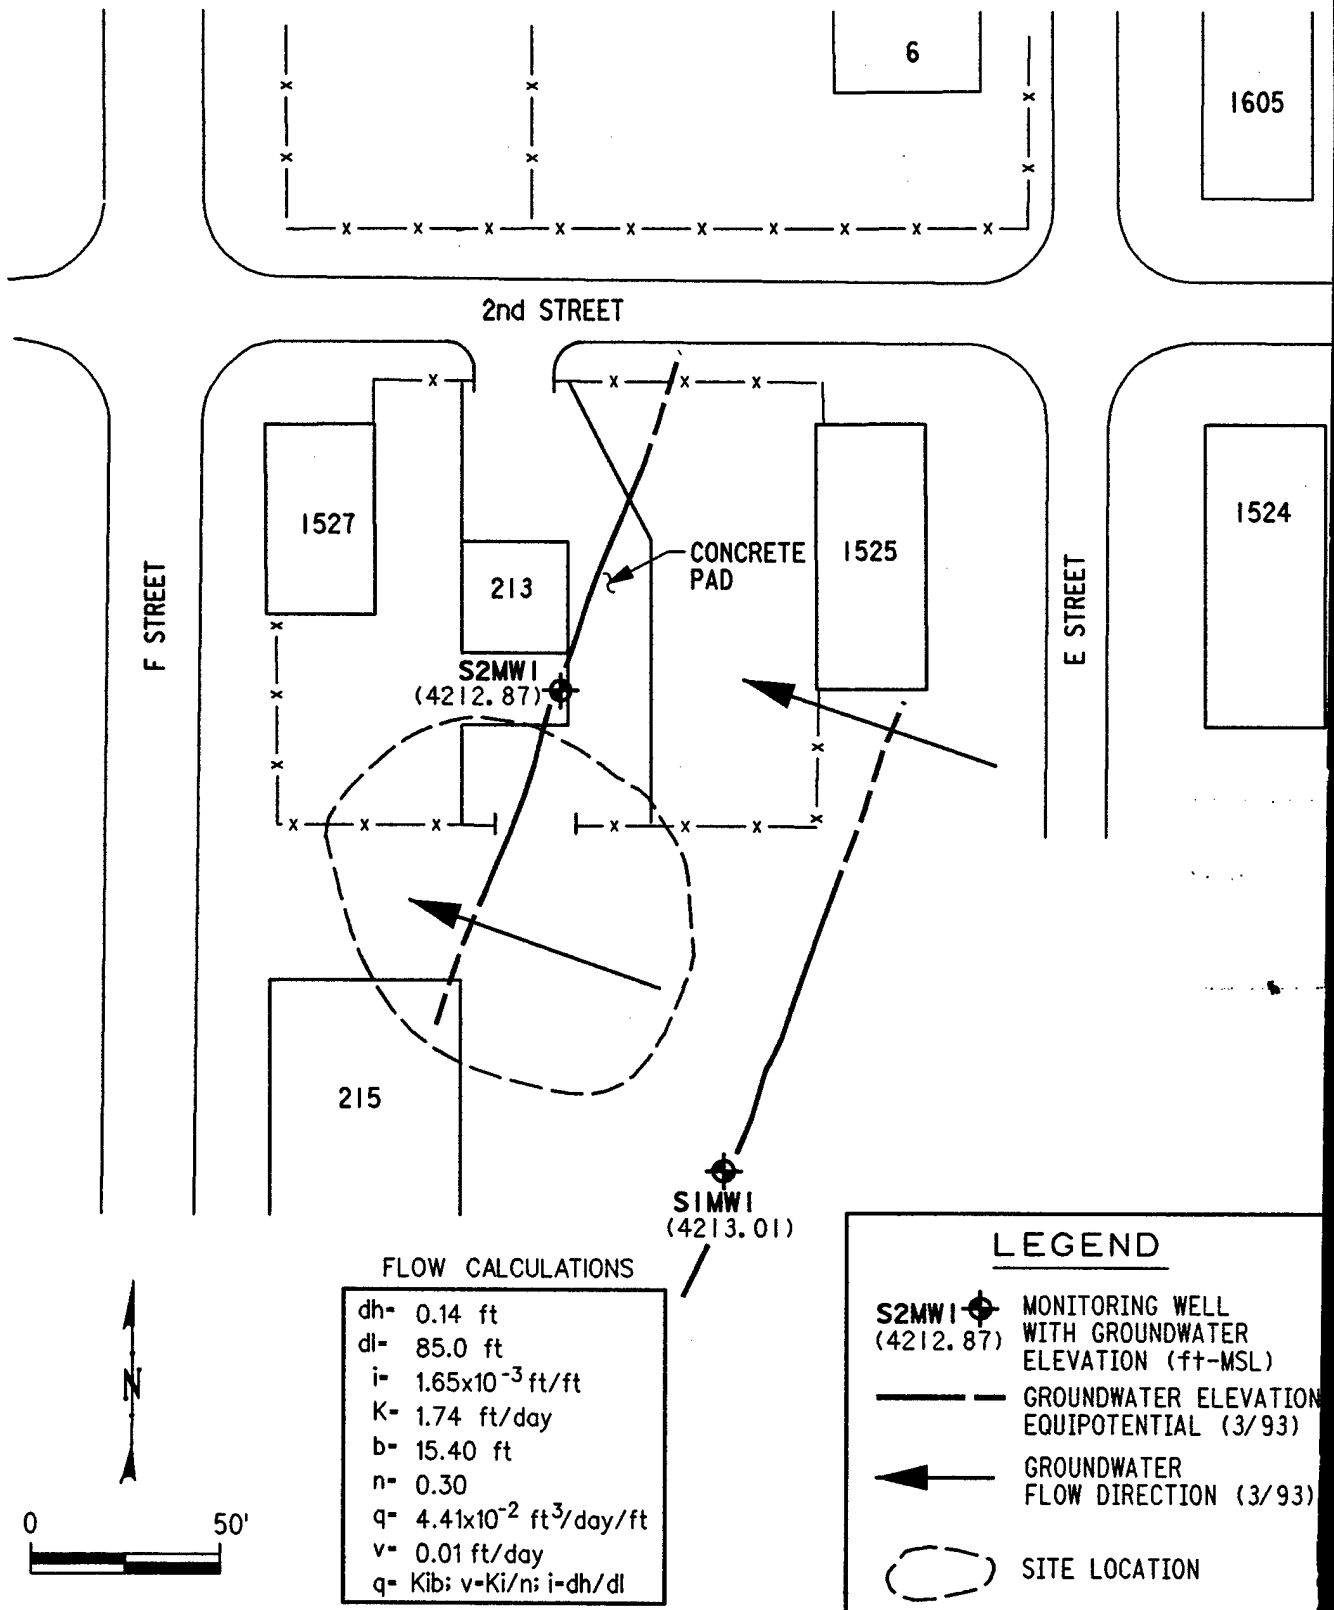 6
1605
2nd STREET
1527
213
CONCRETE
PAD
1525
1524
F STREET
E STREET
S2MW1
(4212.87)
215
S1MW1
(4213.01)
N
0 50'
FLOW CALCULATIONS
dh= 0.14 ft
dl= 85.0 ft
i= 1.65x10⁻³ ft/ft
K= 1.74 ft/day
b= 15.40 ft
n= 0.30
q= 4.41x10⁻² ft³/day/ft
v= 0.01 ft/day
q= Kib; v=Ki/n; i=dh/dl
LEGEND
S2MW1
(4212.87)
MONITORING WELL
WITH GROUNDWATER
ELEVATION (ft-MSL)
GROUNDWATER ELEVATION
EQUIPOTENTIAL (3/93)
GROUNDWATER
FLOW DIRECTION (3/93)
SITE LOCATION